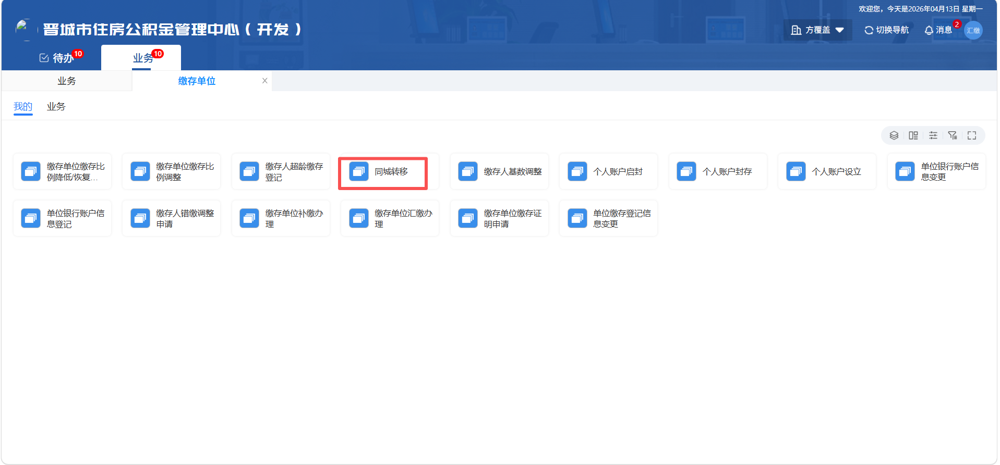 欢迎您，今天是2026年04月13日 星期一
晋城市住房公积金管理中心（开发）
方覆盖
切换导航
消息
2
汇缴
待办
10
业务
10
业务
缴存单位
我的
业务
缴存单位缴存比
例降低/恢复...
缴存单位缴存比
例调整
缴存人超龄缴存
登记
同城转移
缴存人基数调整
个人账户启封
个人账户封存
个人账户设立
单位银行账户信
息变更
单位银行账户信
息登记
缴存人错缴调整
申请
缴存单位补缴办
理
缴存单位汇缴办
理
缴存单位缴存证
明申请
单位缴存登记信
息变更